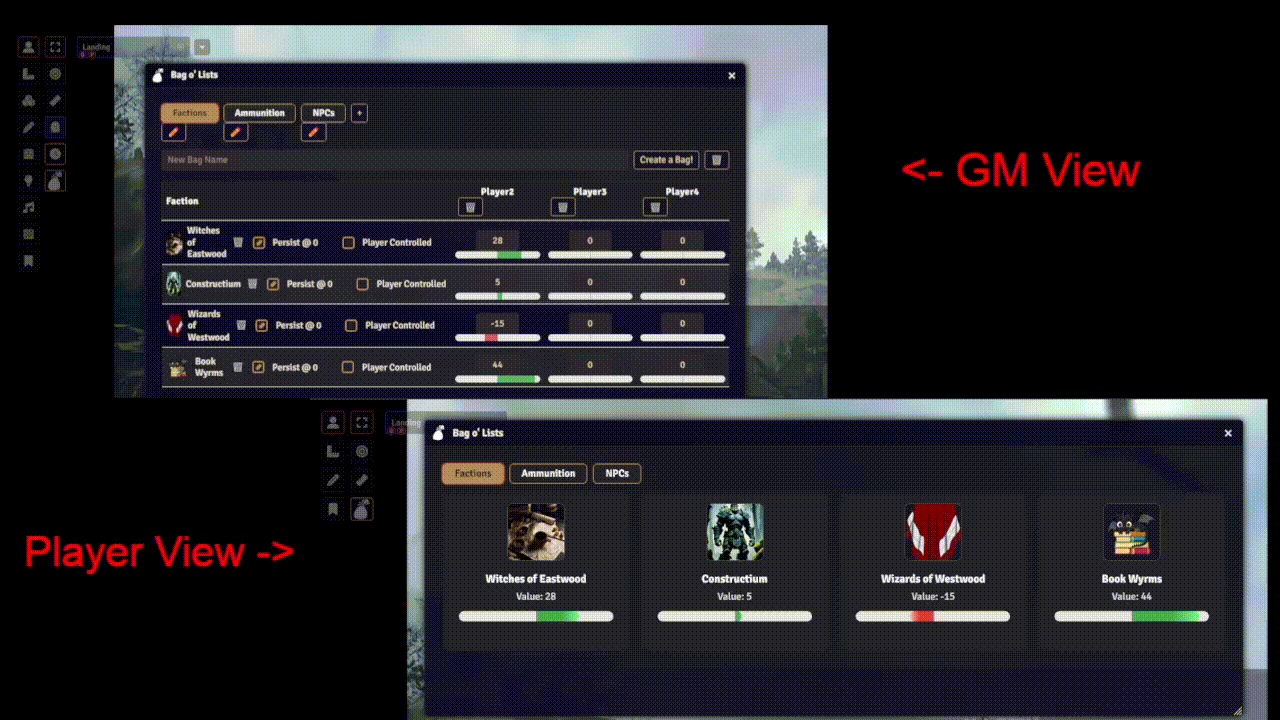 Landing
Bag o' Lists
Factions Ammunition NPCs +
New Bag Name Create a Bag!
Faction Player2 Player3 Player4
Witches of Eastwood Persist @ 0 Player Controlled 28 0 0
Constructium Persist @ 0 Player Controlled 5 0 0
Wizards of Westwood Persist @ 0 Player Controlled -15 0 0
Book Wyrms Persist @ 0 Player Controlled 44 0 0
<- GM View
Landing
Bag o' Lists
Factions Ammunition NPCs
Player View ->
Witches of Eastwood Constructium Wizards of Westwood Book Wyrms
Value: 28 Value: 5 Value: -15 Value: 44